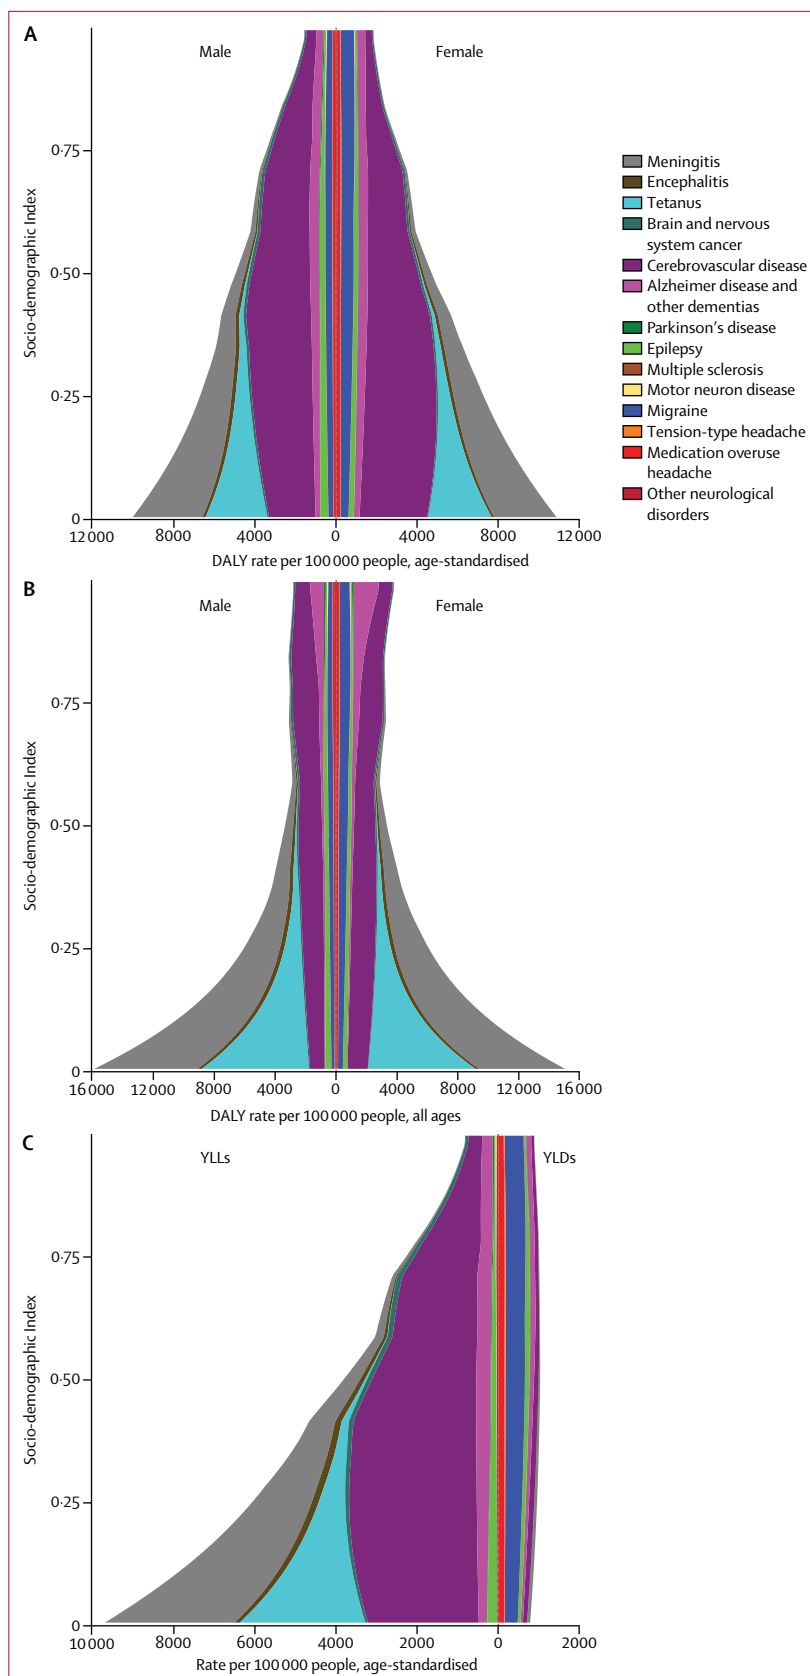 A
Male
Female
0·75
0·50
0·25
0
Socio-demographic Index
12 000
8000
4000
0
4000
8000
12 000
DALY rate per 100 000 people, age-standardised
Meningitis
Encephalitis
Tetanus
Brain and nervous
system cancer
Cerebrovascular disease
Alzheimer disease and
other dementias
Parkinson's disease
Epilepsy
Multiple sclerosis
Motor neuron disease
Migraine
Tension-type headache
Medication overuse
headache
Other neurological
disorders
B
Male
Female
0·75
0·50
0·25
0
Socio-demographic Index
16 000
12 000
8000
4000
0
4000
8000
12 000
16 000
DALY rate per 100 000 people, all ages
C
YLLs
YLDs
0·75
0·50
0·25
0
Socio-demographic Index
10 000
8000
6000
4000
2000
0
2000
Rate per 100 000 people, age-standardised